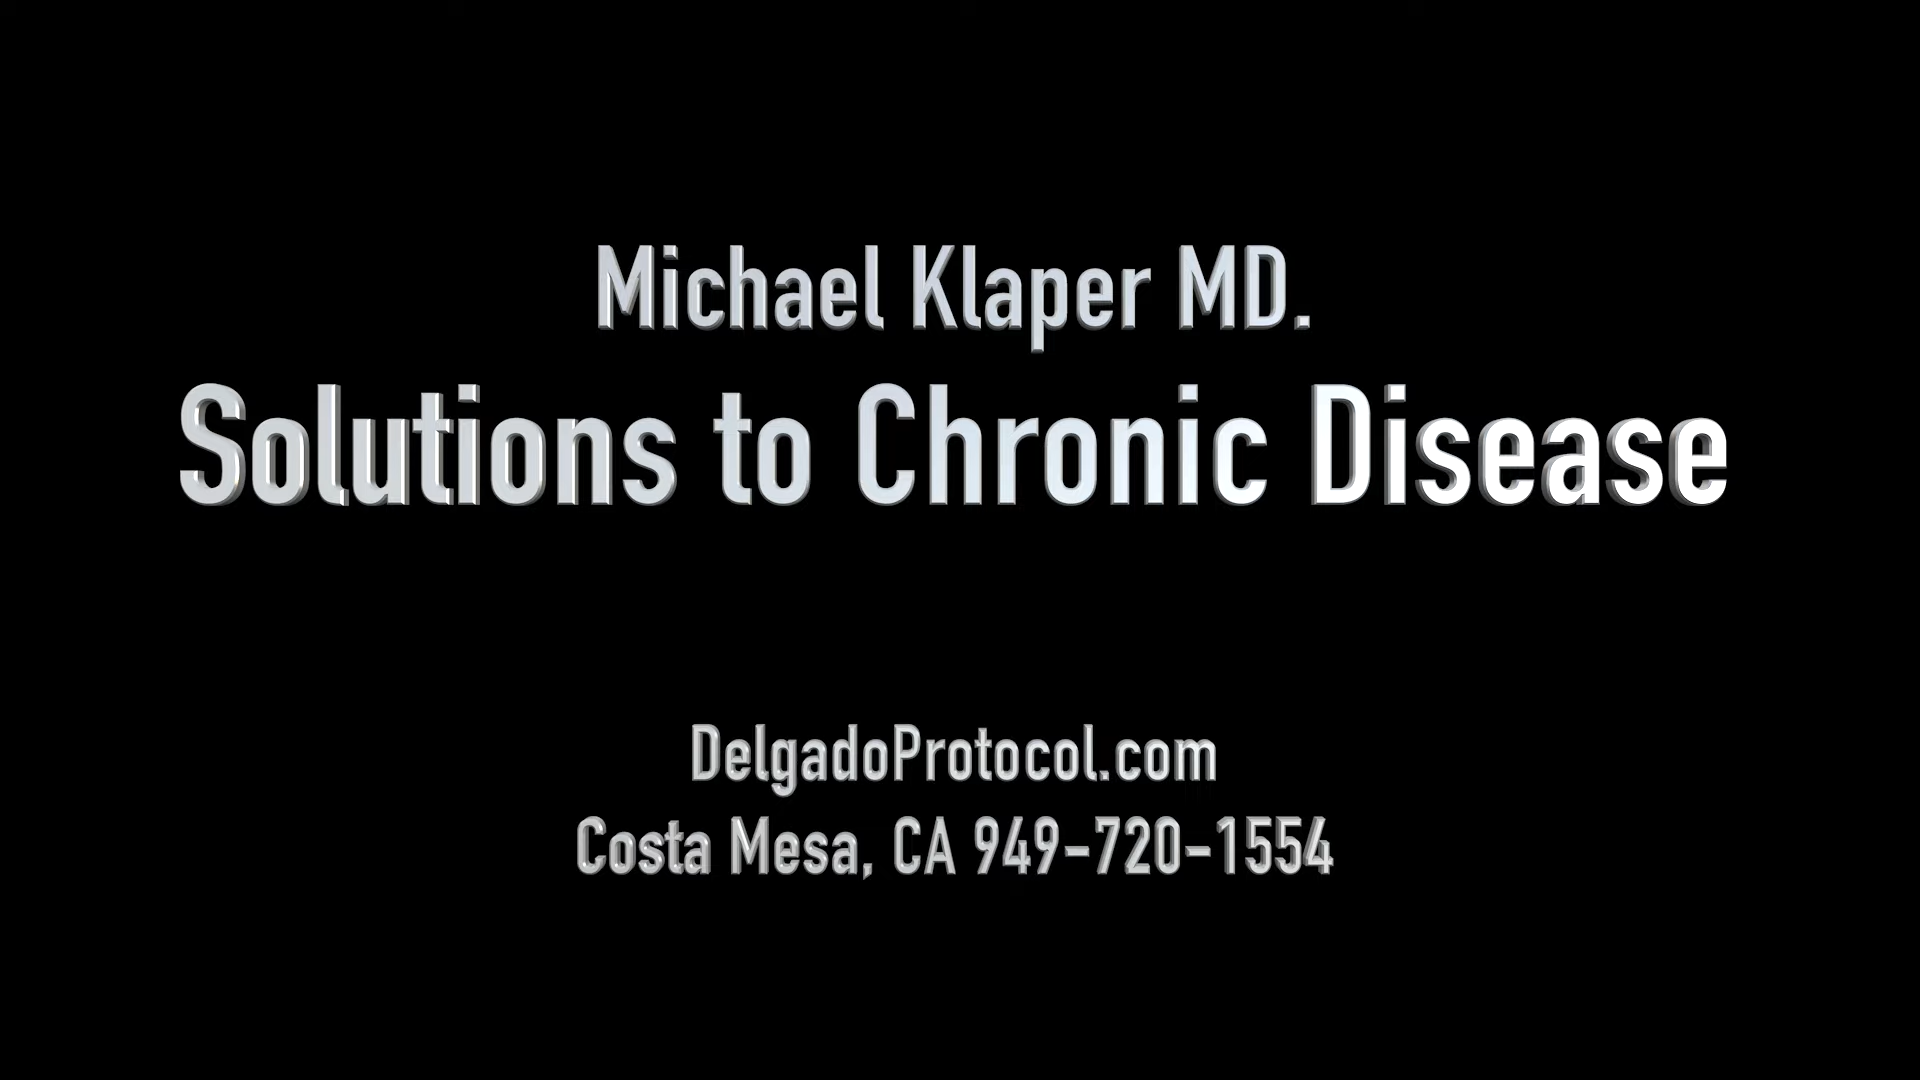 Michael Klaper MD.
Solutions to Chronic Disease
DelgadoProtocol.com
Costa Mesa, CA 949-720-1554